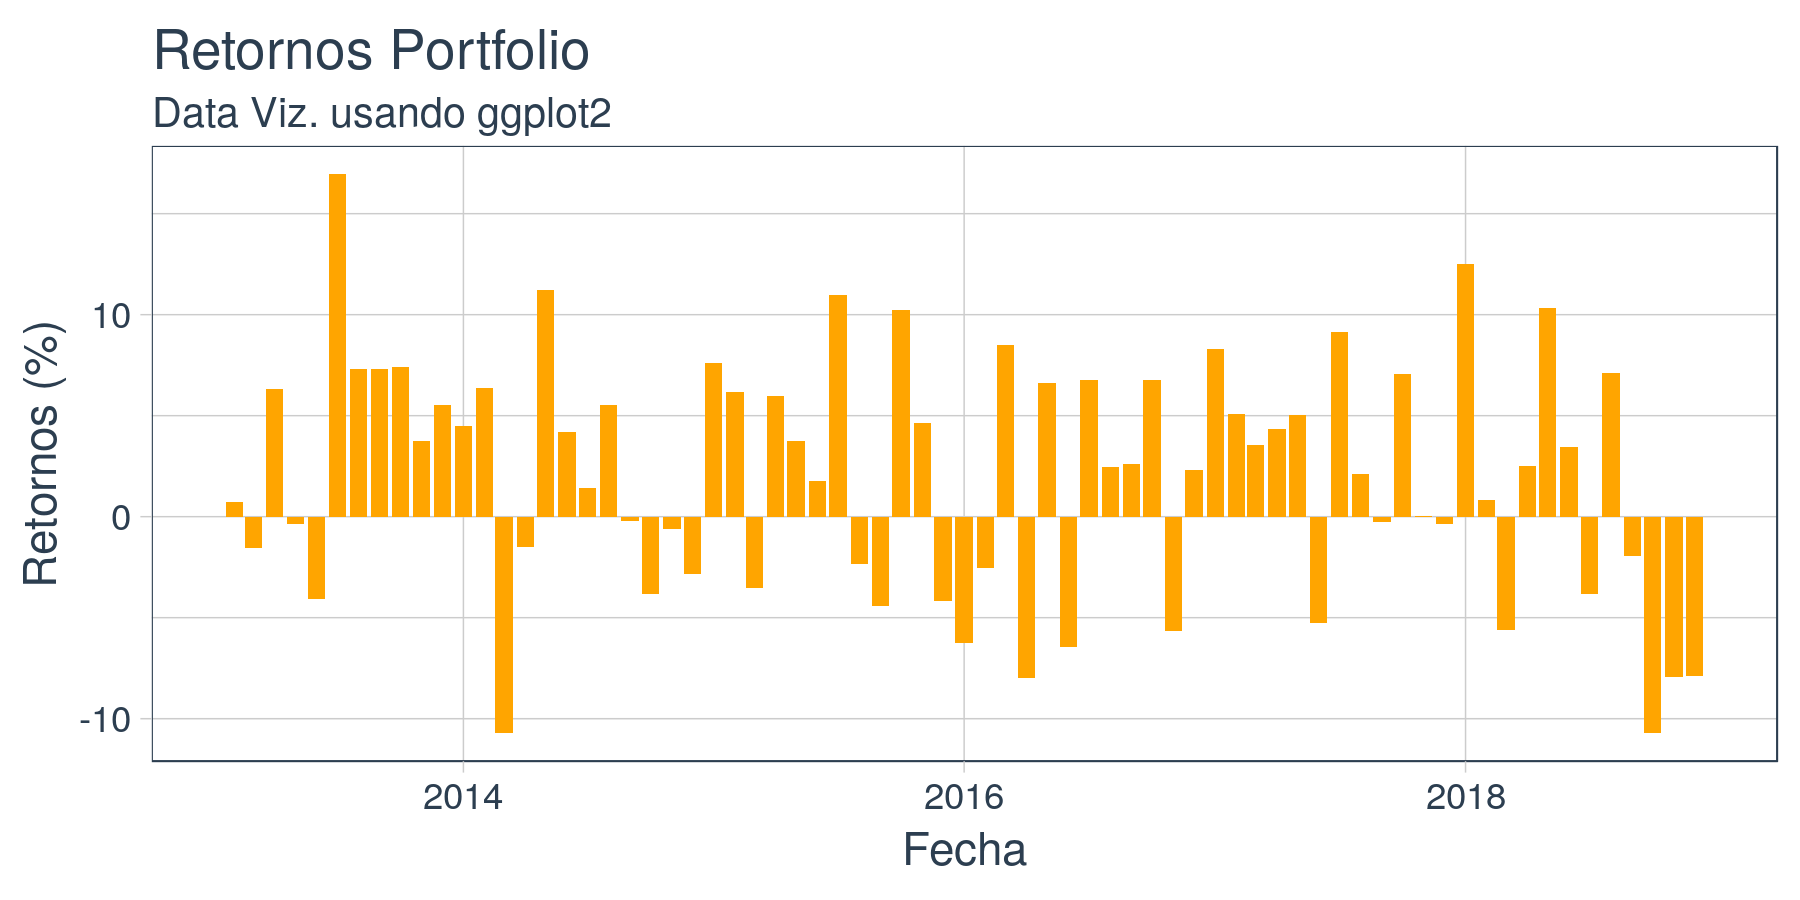 Retornos Portfolio
Data Viz. usando ggplot2
Retornos (%)
10
0
-10
2014 2016 2018
Fecha